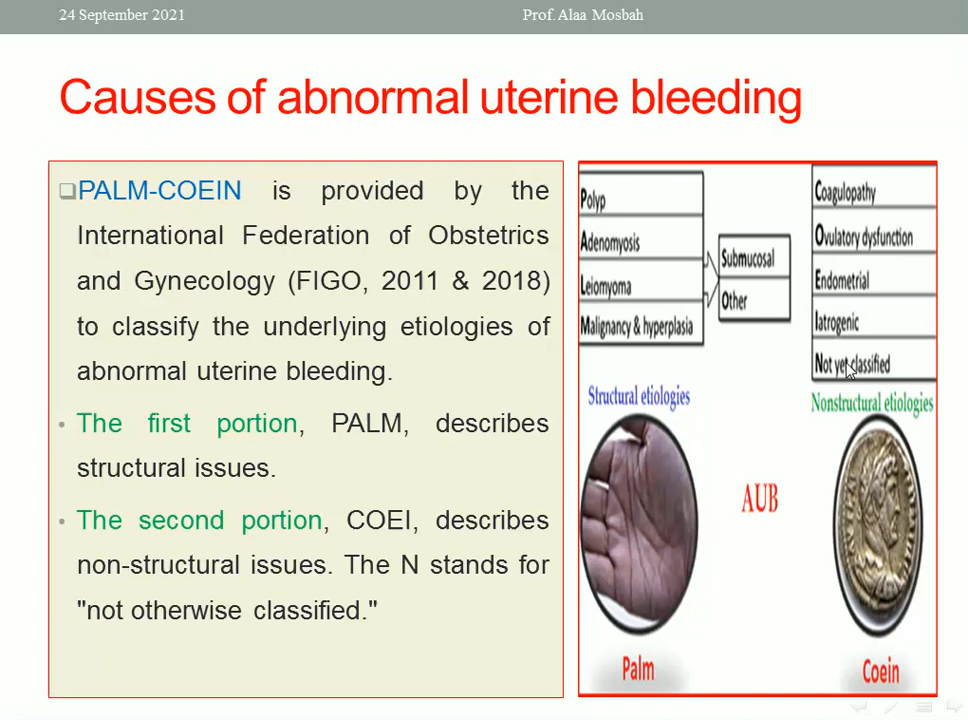 24 September 2021
Prof. Alaa Mosbah
Causes of abnormal uterine bleeding
PALM-COEIN is provided by the
International Federation of Obstetrics
and Gynecology (FIGO, 2011 & 2018)
to classify the underlying etiologies of
abnormal uterine bleeding.
• The first portion, PALM, describes
structural issues.
• The second portion, COEI, describes
non-structural issues. The N stands for
"not otherwise classified."
Polyp
Adenomyosis
Leiomyoma
Malignancy & hyperplasia
Submucosal
Other
Coagulopathy
Ovulatory dysfunction
Endometrial
Iatrogenic
Not yet classified
Structural etiologies
Nonstructural etiologies
AUB
Palm
Coein